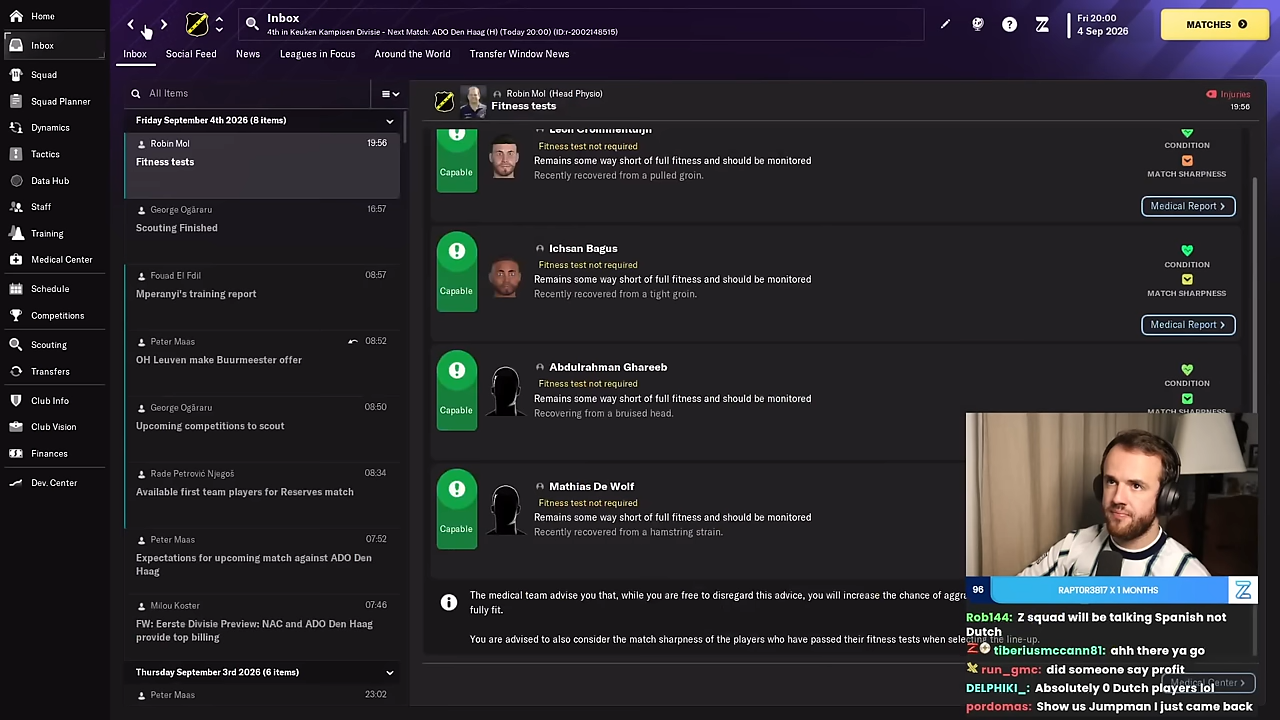 Home
Inbox
Squad
Squad Planner
Dynamics
Tactics
Data Hub
Staff
Training
Medical Center
Schedule
Competitions
Scouting
Transfers
Club Info
Club Vision
Finances
Dev. Center
Inbox
4th in Keuken Kampioen Divisie - Next Match: ADO Den Haag (H) (Today 20:00) (ID:r-2002148515)
Fri 20:00
4 Sep 2026
MATCHES
Inbox
Social Feed
News
Leagues in Focus
Around the World
Transfer Window News
All Items
Friday September 4th 2026 (8 items)
Robin Mol 19:56
Fitness tests
George Ogăraru 16:57
Scouting Finished
Fouad El Fdil 08:57
Mperanyi's training report
Peter Maas 08:52
OH Leuven make Buurmeester offer
George Ogăraru 08:50
Upcoming competitions to scout
Rade Petrović Njegoš 08:34
Available first team players for Reserves match
Peter Maas 07:52
Expectations for upcoming match against ADO Den
Haag
Milou Koster 07:46
FW: Eerste Divisie Preview: NAC and ADO Den Haag
provide top billing
Thursday September 3rd 2026 (6 items)
Peter Maas 23:02
Robin Mol (Head Physio)
Fitness tests
Injuries
19:56
Capable
Fitness test not required
Remains some way short of full fitness and should be monitored
Recently recovered from a pulled groin.
CONDITION
MATCH SHARPNESS
Medical Report
Capable
Ichsan Bagus
Fitness test not required
Remains some way short of full fitness and should be monitored
Recently recovered from a tight groin.
CONDITION
MATCH SHARPNESS
Medical Report
Capable
Abdulrahman Ghareeb
Fitness test not required
Remains some way short of full fitness and should be monitored
Recovering from a bruised head.
CONDITION
MATCH SHARPNESS
Capable
Mathias De Wolf
Fitness test not required
Remains some way short of full fitness and should be monitored
Recently recovered from a hamstring strain.
The medical team advise you that, while you are free to disregard this advice, you will increase the chance of
fully fit.
You are advised to also consider the match sharpness of the players who have passed their fitness tests when selecting the line-up.
Medical Center
96 RAPTOR3817 X 1 MONTHS
Rob144: Z squad will be talking Spanish not
Dutch
tiberiusmccann81: ahh there ya go
run_gmc: did someone say profit
DELPHIKI_: Absolutely 0 Dutch players lol
pordomas: Show us Jumpman I just came back